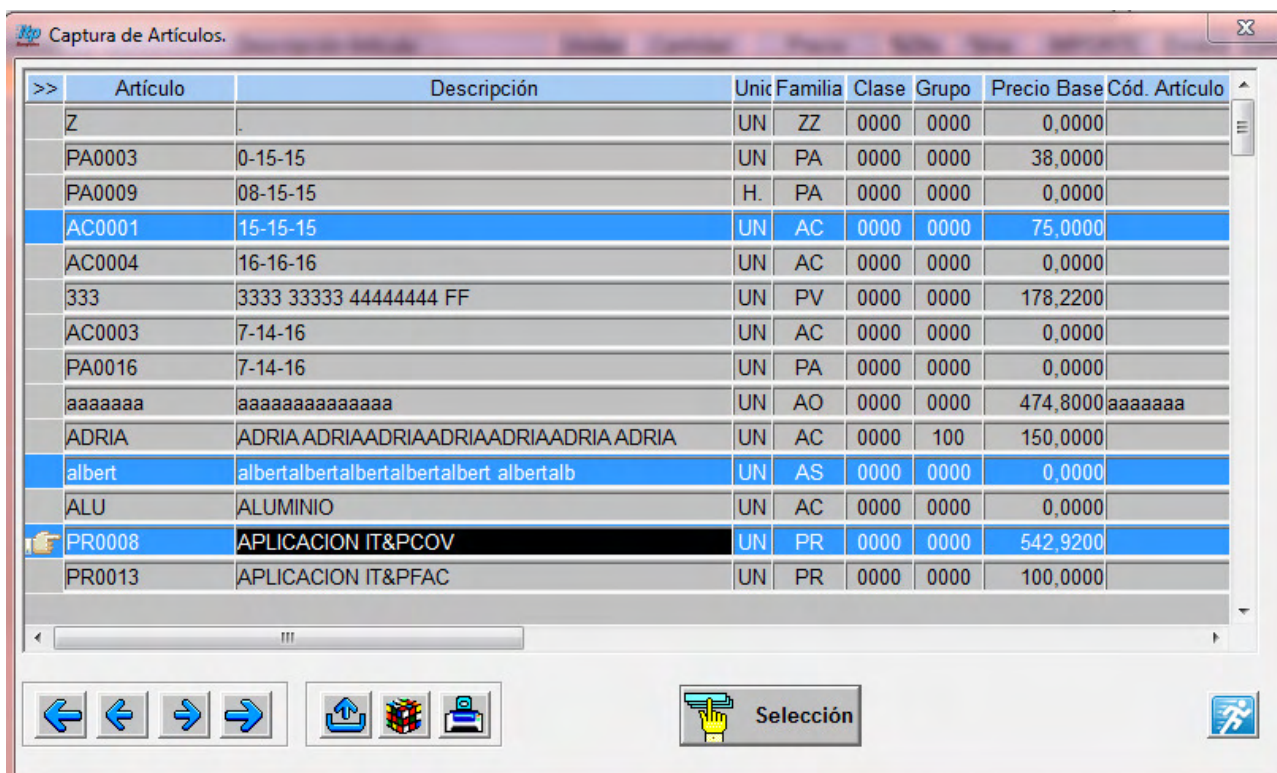 Rp Captura de Artículos.
>> Artículo Descripción Unid Familia Clase Grupo Precio Base Cód. Artículo
Z . UN ZZ 0000 0000 0,0000
PA0003 0-15-15 UN PA 0000 0000 38,0000
PA0009 08-15-15 H. PA 0000 0000 0,0000
AC0001 15-15-15 UN AC 0000 0000 75,0000
AC0004 16-16-16 UN AC 0000 0000 0,0000
333 3333 33333 44444444 FF UN PV 0000 0000 178,2200
AC0003 7-14-16 UN AC 0000 0000 0,0000
PA0016 7-14-16 UN PA 0000 0000 0,0000
aaaaaaa aaaaaaaaaaaaaa UN AO 0000 0000 474,8000 aaaaaaa
ADRIA ADRIA ADRIAADRIAADRIAADRIAADRIA ADRIA UN AC 0000 100 150,0000
albert albertalbertalbertalbertalbert albertalb UN AS 0000 0000 0,0000
ALU ALUMINIO UN AC 0000 0000 0,0000
PR0008 APLICACION IT&PCOV UN PR 0000 0000 542,9200
PR0013 APLICACION IT&PFAC UN PR 0000 0000 100,0000
Selección